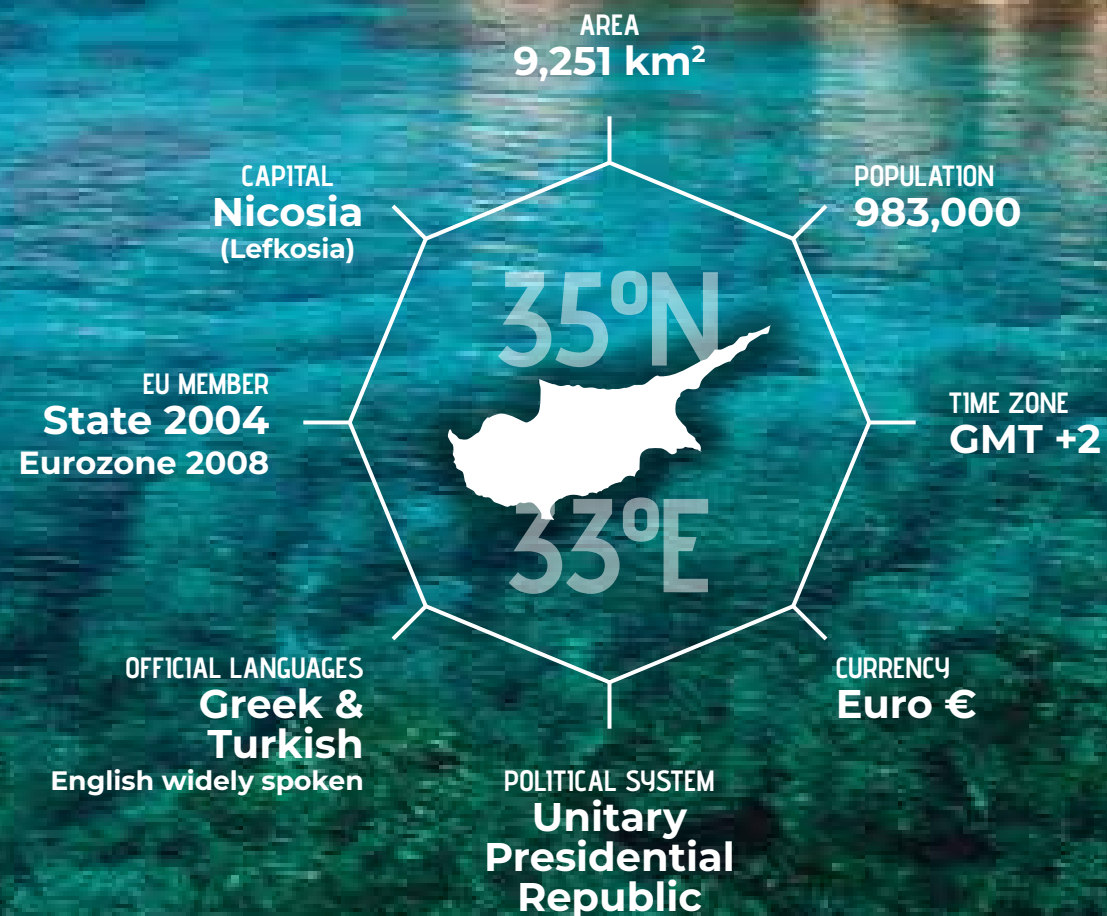 AREA
9,251 km²
CAPITAL
Nicosia
(Lefkosia)
POPULATION
983,000
35ºN
EU MEMBER
State 2004
Eurozone 2008
TIME ZONE
GMT +2
33ºE
OFFICIAL LANGUAGES
Greek &
Turkish
English widely spoken
CURRENCY
Euro €
POLITICAL SYSTEM
Unitary
Presidential
Republic